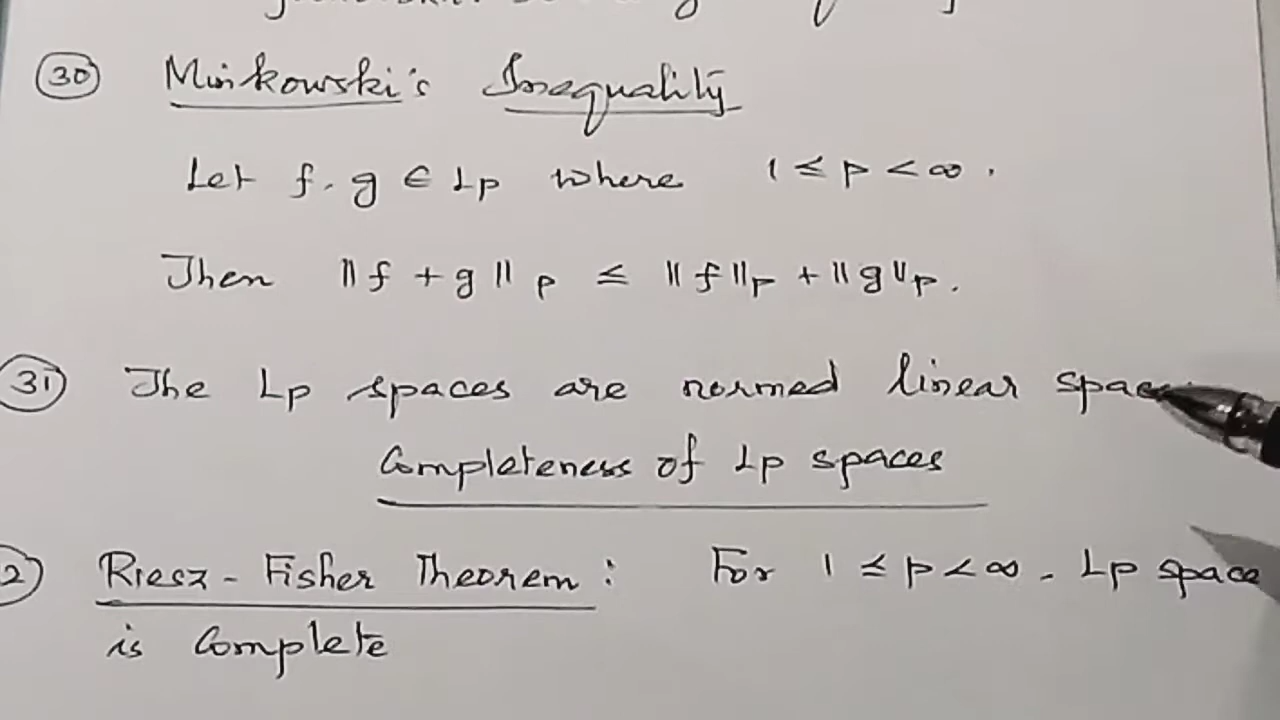 30 Minkowski's Inequality
Let f, g ∈ Lp where 1 ≤ p < ∞.
Then ||f + g||p ≤ ||f||p + ||g||p.
31 The Lp spaces are normed linear
Completeness of Lp spaces
2) Riesz - Fisher Theorem : For 1 ≤ p < ∞ - Lp space
is complete